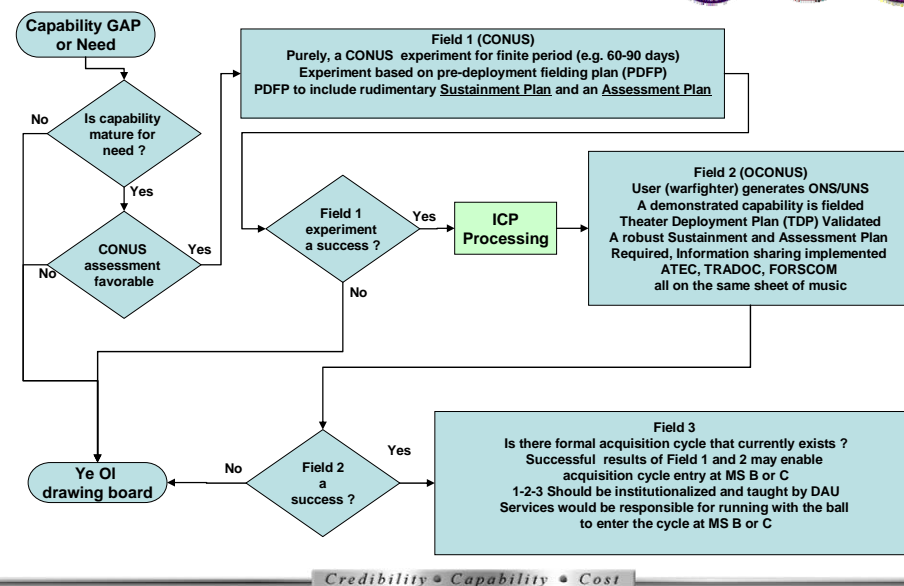 Capability GAP
or Need
Field 1 (CONUS)
Purely, a CONUS experiment for finite period (e.g. 60-90 days)
Experiment based on pre-deployment fielding plan (PDFP)
PDFP to include rudimentary Sustainment Plan and an Assessment Plan
No
Is capability
mature for
need ?
Yes
CONUS
assessment
favorable
Yes
No
Field 1
experiment
a success ?
Yes
No
ICP
Processing
Field 2 (OCONUS)
User (warfighter) generates ONS/UNS
A demonstrated capability is fielded
Theater Deployment Plan (TDP) Validated
A robust Sustainment and Assessment Plan
Required, Information sharing implemented
ATEC, TRADOC, FORSCOM
all on the same sheet of music
Ye Ol
drawing board
No
Field 2
a
success ?
Yes
Field 3
Is there formal acquisition cycle that currently exists ?
Successful results of Field 1 and 2 may enable
acquisition cycle entry at MS B or C
1-2-3 Should be institutionalized and taught by DAU
Services would be responsible for running with the ball
to enter the cycle at MS B or C
Credibility • Capability • Cost